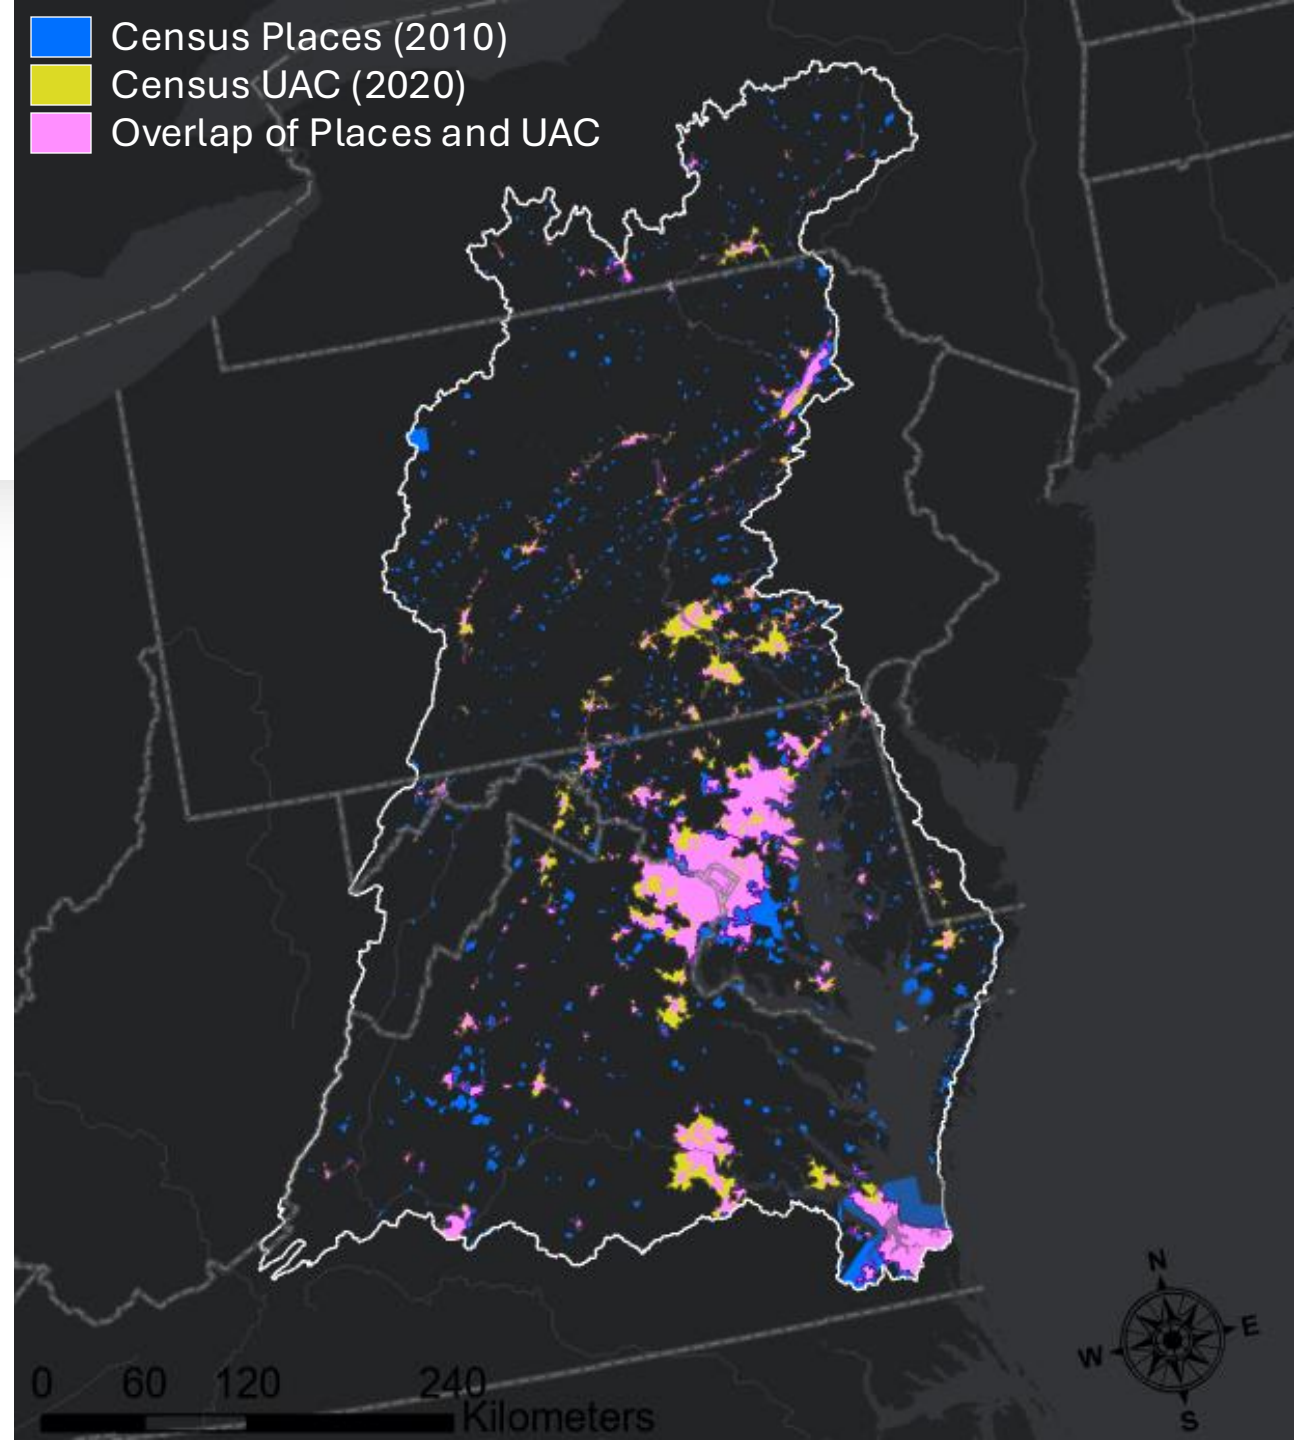 Census Places (2010)
Census UAC (2020)
Overlap of Places and UAC
N
W
E
S
0 60 120 240
Kilometers